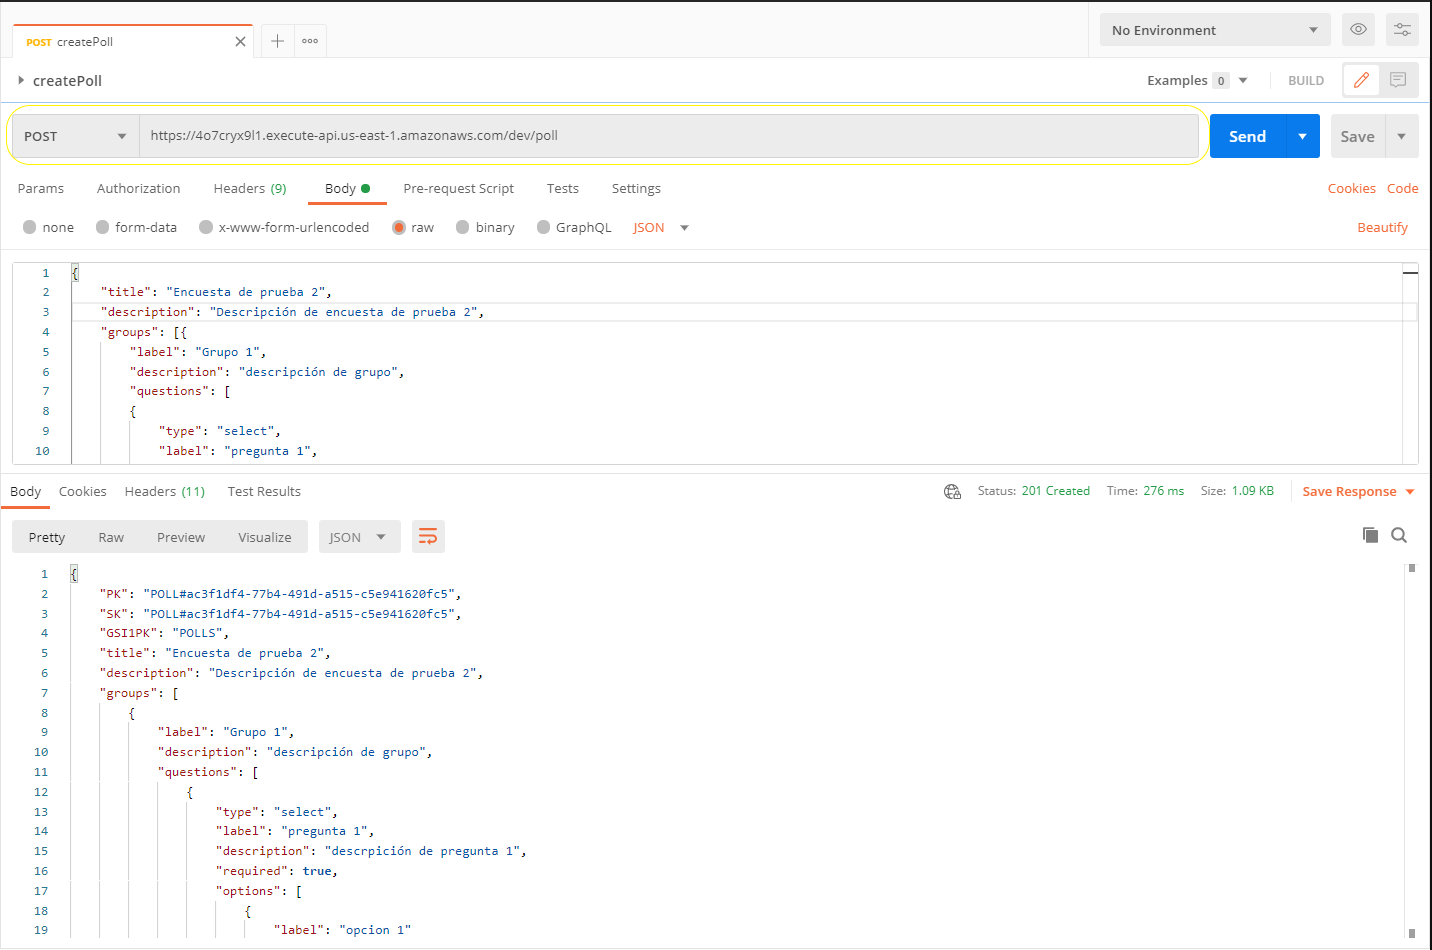 POST createPoll
No Environment
createPoll
Examples 0
BUILD
POST
https://4o7cryx9l1.execute-api.us-east-1.amazonaws.com/dev/poll
Send
Save
Params Authorization Headers (9) Body Pre-request Script Tests Settings
Cookies Code
none form-data x-www-form-urlencoded raw binary GraphQL JSON
Beautify
1 {
2 "title": "Encuesta de prueba 2",
3 "description": "Descripción de encuesta de prueba 2",
4 "groups": [{
5 "label": "Grupo 1",
6 "description": "descripción de grupo",
7 "questions": [
8 {
9 "type": "select",
10 "label": "pregunta 1",
Body Cookies Headers (11) Test Results
Status: 201 Created Time: 276 ms Size: 1.09 KB
Save Response
Pretty Raw Preview Visualize
JSON
1 {
2 "PK": "POLL#ac3f1df4-77b4-491d-a515-c5e941620fc5",
3 "SK": "POLL#ac3f1df4-77b4-491d-a515-c5e941620fc5",
4 "GSI1PK": "POLLS",
5 "title": "Encuesta de prueba 2",
6 "description": "Descripción de encuesta de prueba 2",
7 "groups": [
8 {
9 "label": "Grupo 1",
10 "description": "descripción de grupo",
11 "questions": [
12 {
13 "type": "select",
14 "label": "pregunta 1",
15 "description": "descrpición de pregunta 1",
16 "required": true,
17 "options": [
18 {
19 "label": "opcion 1"